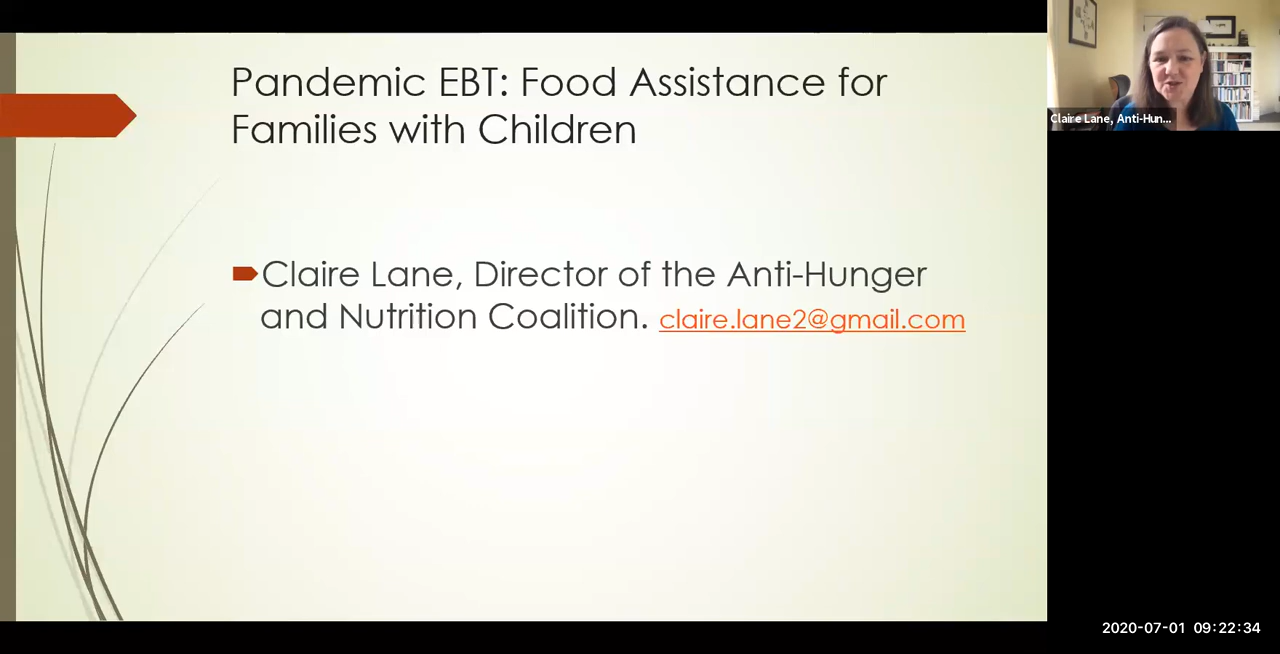 Pandemic EBT: Food Assistance for
Families with Children
Claire Lane, Director of the Anti-Hunger
and Nutrition Coalition. claire.lane2@gmail.com
Claire Lane, Anti-Hun...
2020-07-01 09:22:34